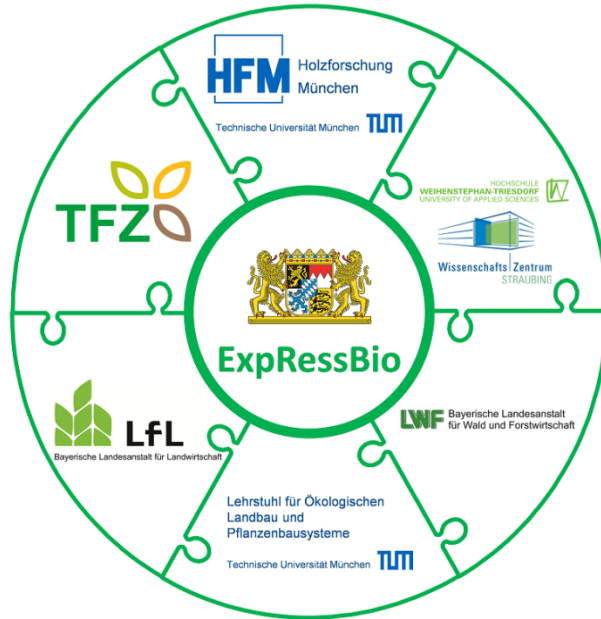 HFM Holzforschung
München
Technische Universität München TUM
HOCHSCHULE
WEIHENSTEPHAN-TRIESDORF
UNIVERSITY OF APPLIED SCIENCES
Wissenschafts Zentrum
STRAUBING
TFZ
ExpRessBio
LfL
Bayerische Landesanstalt für Landwirtschaft
LWF Bayerische Landesanstalt
für Wald und Forstwirtschaft
Lehrstuhl für Ökologischen
Landbau und
Pflanzenbausysteme
Technische Universität München TUM